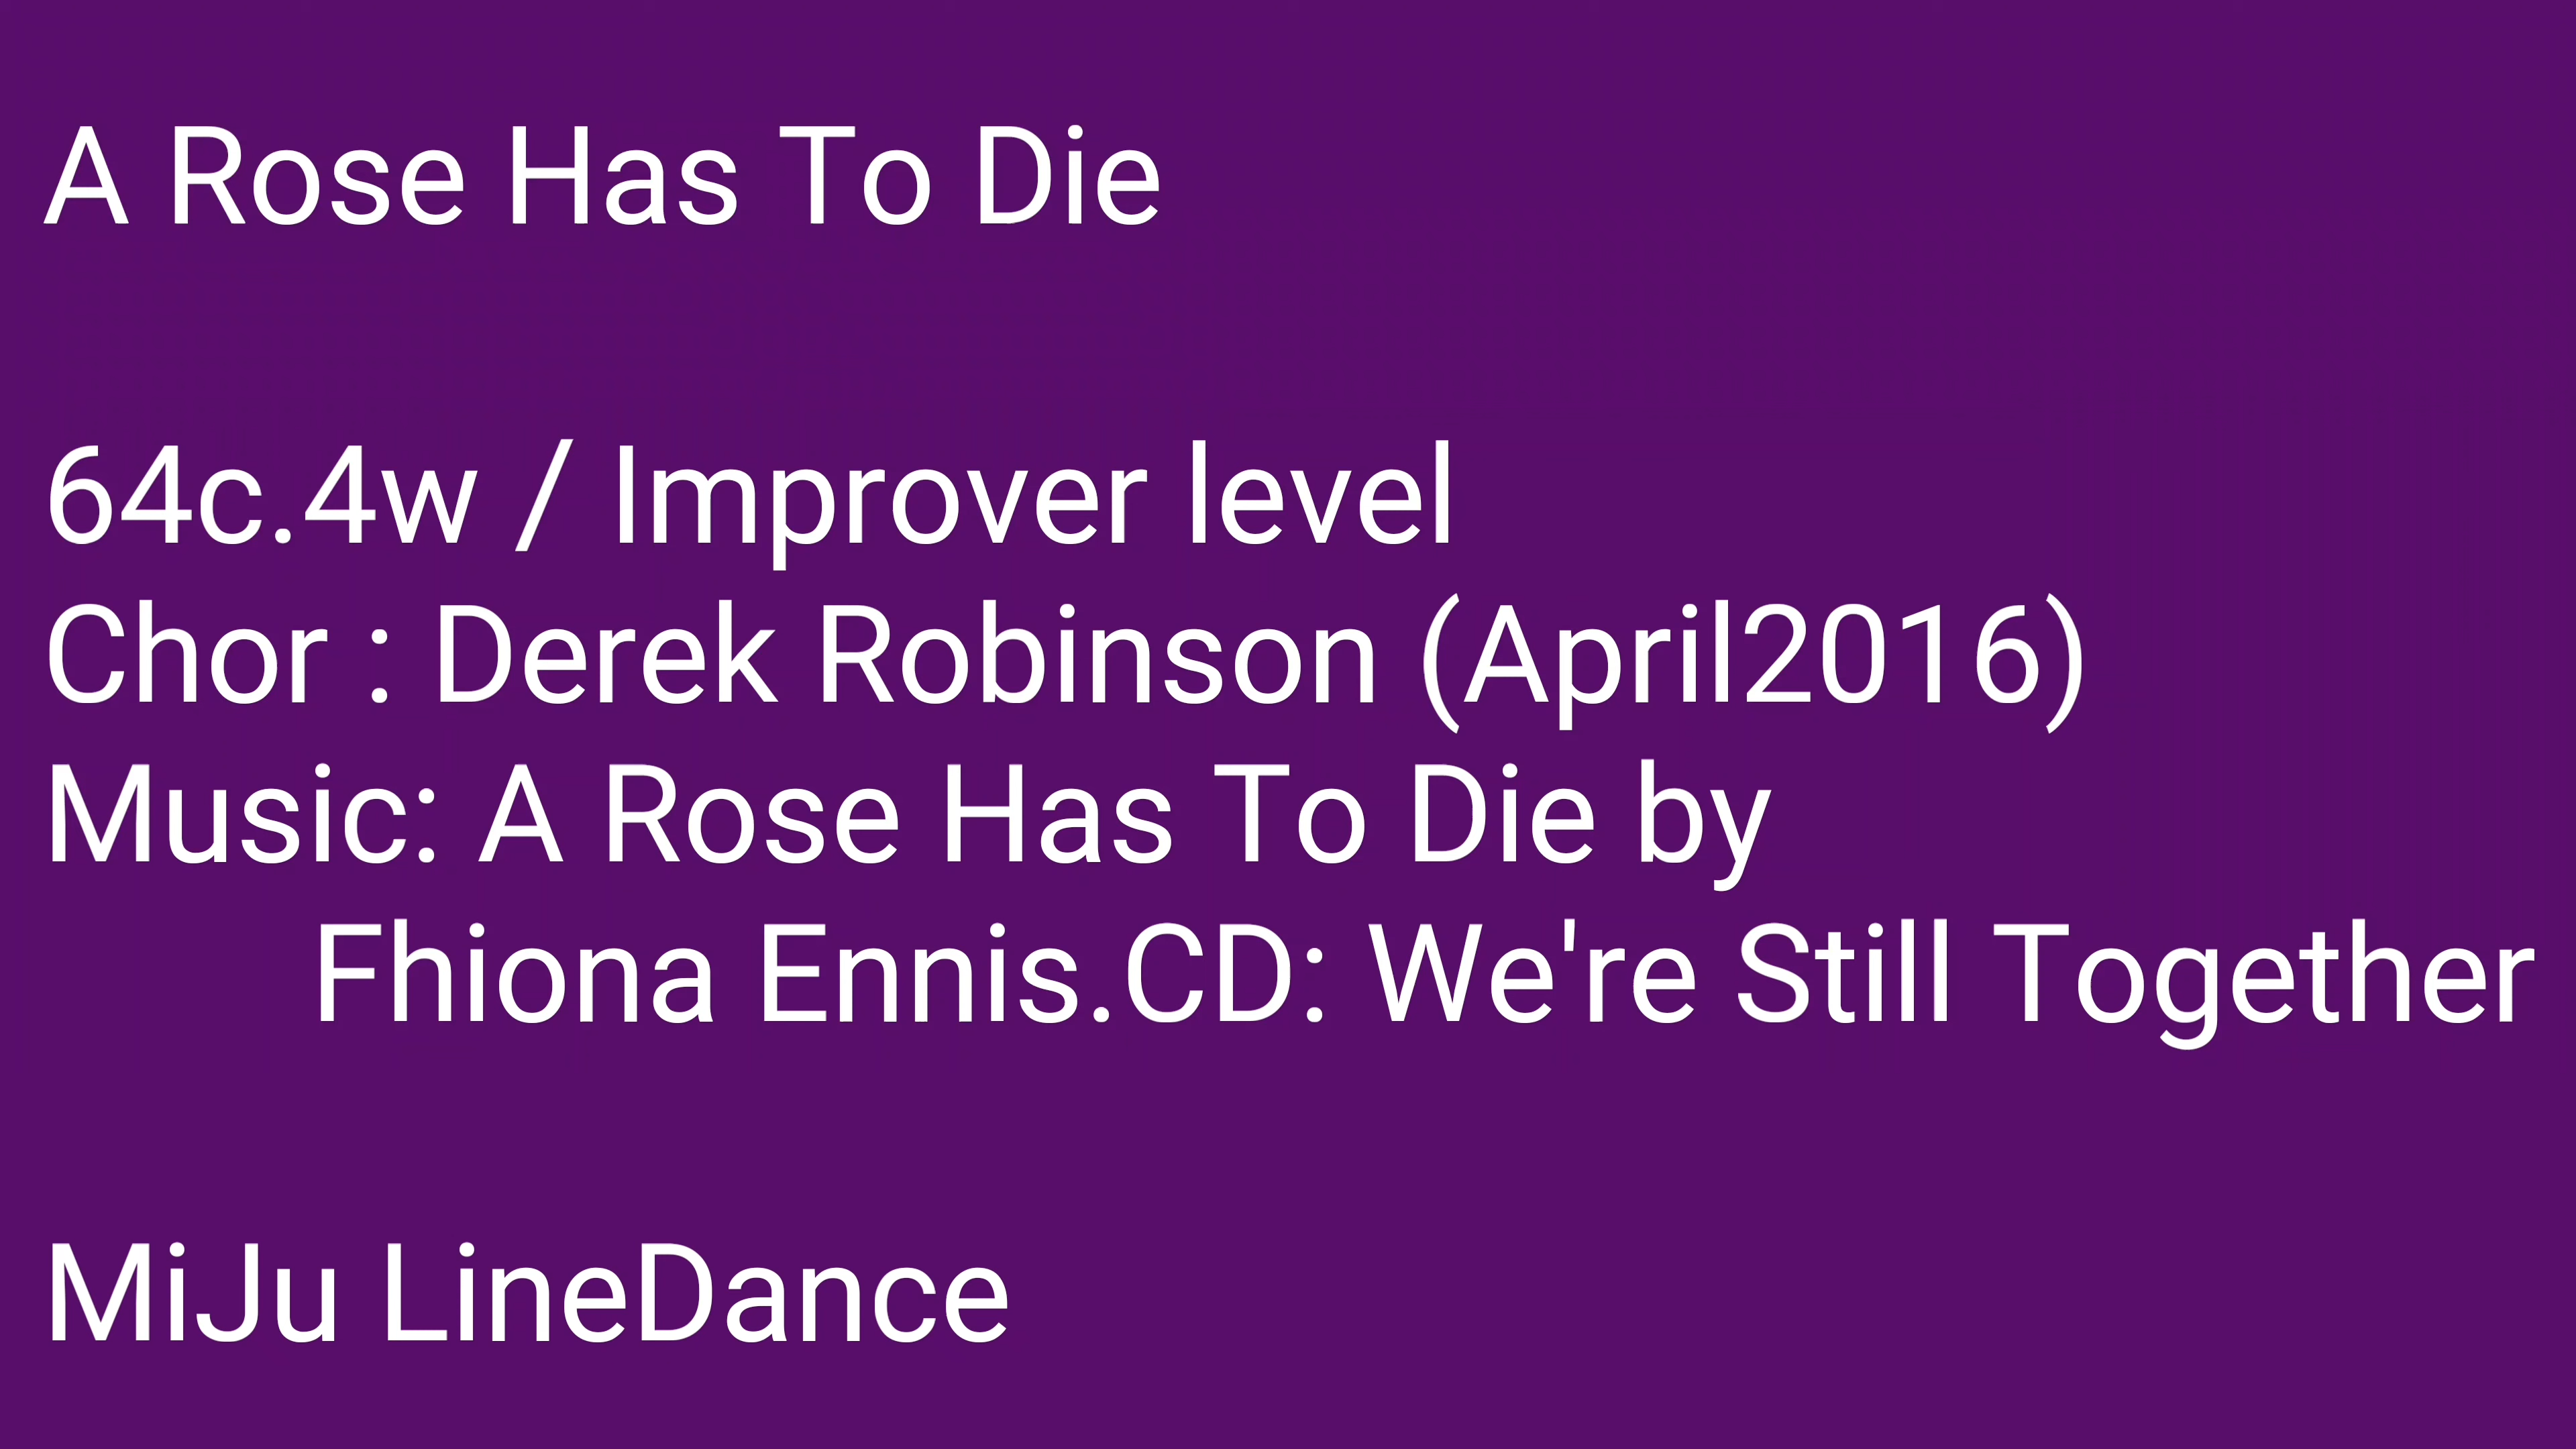 A Rose Has To Die
64c.4w / Improver level
Chor : Derek Robinson (April2016)
Music: A Rose Has To Die by
Fhiona Ennis.CD: We're Still Together
MiJu LineDance